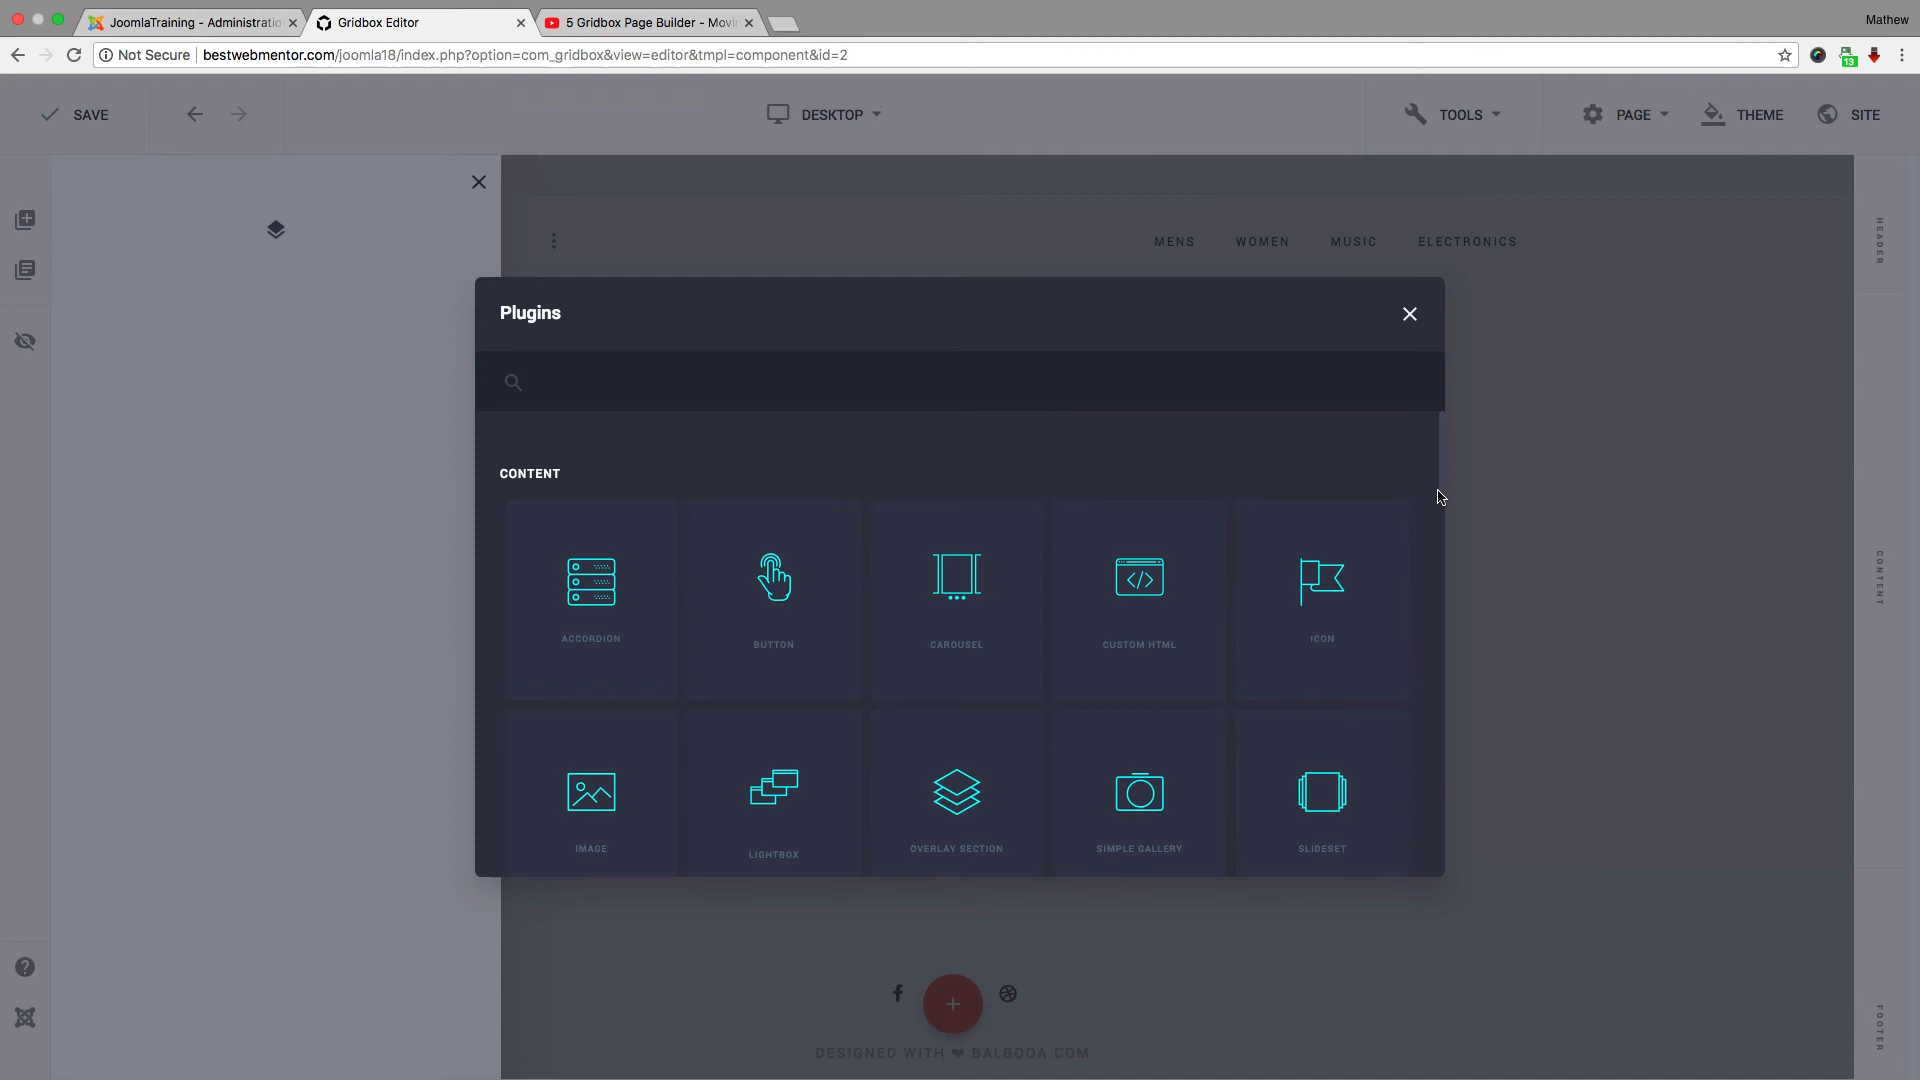 Mathew
JoomlaTraining - Administratio
Gridbox Editor
5 Gridbox Page Builder - Movi
Not Secure
bestwebmentor.com/joomla18/index.php?option=com_gridbox&view=editor&tmpl=component&id=2
13
SAVE
DESKTOP
TOOLS
PAGE
THEME
SITE
MENS WOMEN MUSIC ELECTRONICS
HEADER
Plugins
CONTENT
ACCORDION
BUTTON
CAROUSEL
CUSTOM HTML
ICON
CONTENT
IMAGE
LIGHTBOX
OVERLAY SECTION
SIMPLE GALLERY
SLIDESET
FOOTER
DESIGNED WITH ❤ BALBOOA.COM